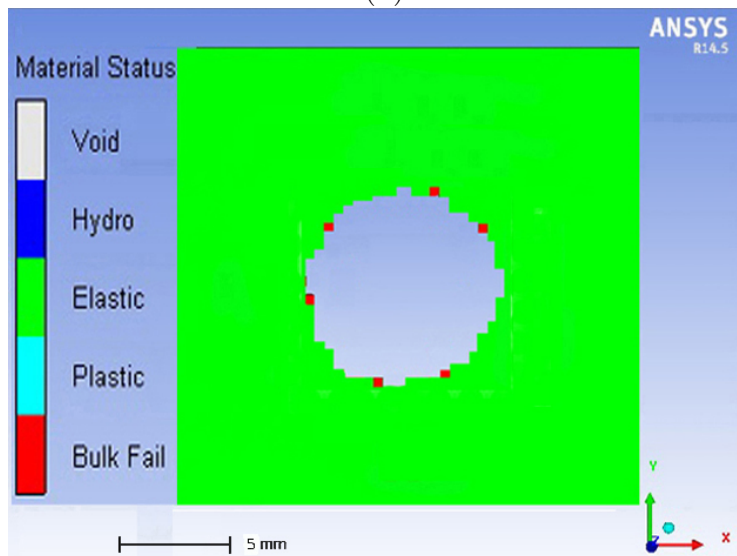 ANSYS
R14.5
Material Status
Void
Hydro
Elastic
Plastic
Bulk Fail
5 mm
Y
Z
X